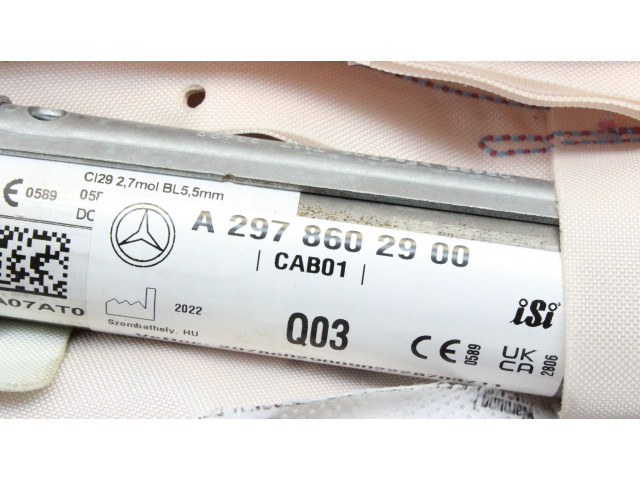 CI29 2,7mol BL5,5mm
0589
A 297 860 29 00
| CAB01 |
2022
Szombathely, HU
Q03
iSi
CE 0589
UK CA 2806
A07AT0